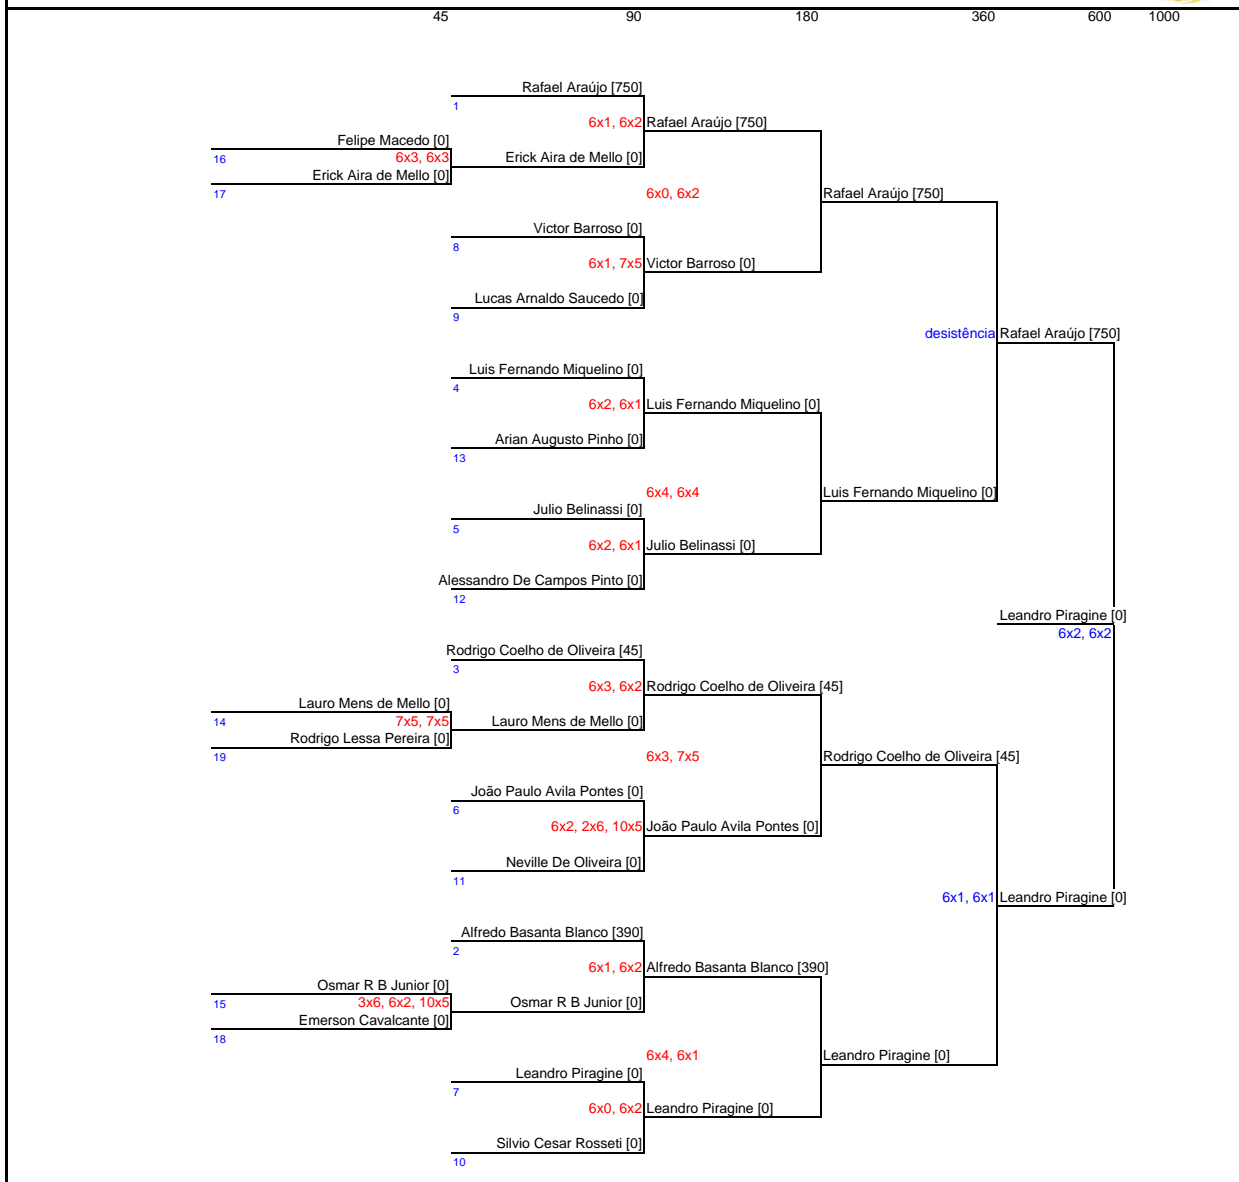 45 90 180 360 600 1000
Rafael Araújo [750]
1
6x1, 6x2 Rafael Araújo [750]
Felipe Macedo [0]
16 6x3, 6x3 Erick Aira de Mello [0]
Erick Aira de Mello [0]
17 6x0, 6x2 Rafael Araújo [750]
Victor Barroso [0]
8
6x1, 7x5 Victor Barroso [0]
Lucas Arnaldo Saucedo [0]
9
desistência Rafael Araújo [750]
Luis Fernando Miquelino [0]
4
6x2, 6x1 Luis Fernando Miquelino [0]
Arian Augusto Pinho [0]
13
6x4, 6x4 Luis Fernando Miquelino [0]
Julio Belinassi [0]
5
6x2, 6x1 Julio Belinassi [0]
Alessandro De Campos Pinto [0]
12
Leandro Piragine [0]
6x2, 6x2
Rodrigo Coelho de Oliveira [45]
3
6x3, 6x2 Rodrigo Coelho de Oliveira [45]
Lauro Mens de Mello [0]
14 7x5, 7x5 Lauro Mens de Mello [0]
Rodrigo Lessa Pereira [0]
19 6x3, 7x5 Rodrigo Coelho de Oliveira [45]
João Paulo Avila Pontes [0]
6
6x2, 2x6, 10x5 João Paulo Avila Pontes [0]
Neville De Oliveira [0]
11
6x1, 6x1 Leandro Piragine [0]
Alfredo Basanta Blanco [390]
2
6x1, 6x2 Alfredo Basanta Blanco [390]
Osmar R B Junior [0]
15 3x6, 6x2, 10x5 Osmar R B Junior [0]
Emerson Cavalcante [0]
18
6x4, 6x1 Leandro Piragine [0]
Leandro Piragine [0]
7
6x0, 6x2 Leandro Piragine [0]
Silvio Cesar Rosseti [0]
10